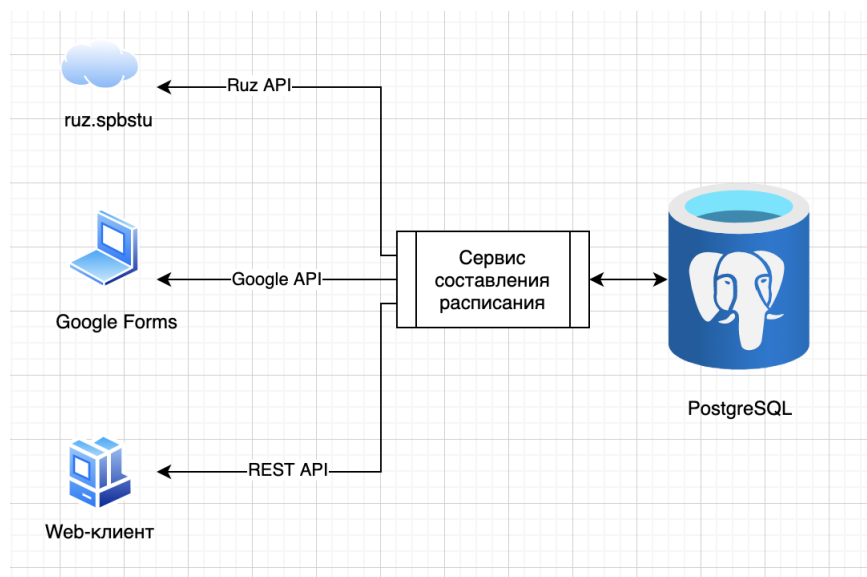 Ruz API
ruz.spbstu
Сервис
составления
расписания
Google API
Google Forms
PostgreSQL
REST API
Web-клиент